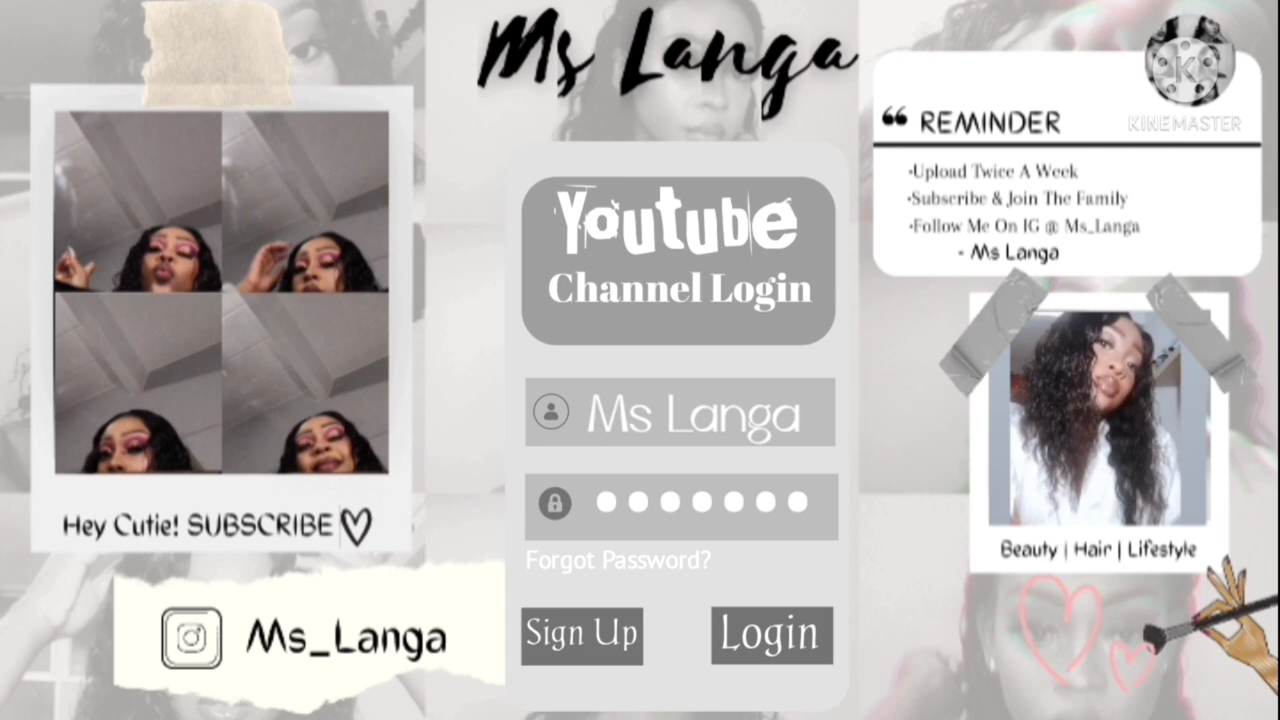 Ms Langa
Hey Cutie! SUBSCRIBE
Ms_Langa
Youtube
Channel Login
Ms Langa
Forgot Password?
Sign Up
Login
KINEMASTER
“ REMINDER
•Upload Twice A Week
•Subscribe & Join The Family
•Follow Me On IG @ Ms_Langa
- Ms Langa
Beauty | Hair | Lifestyle